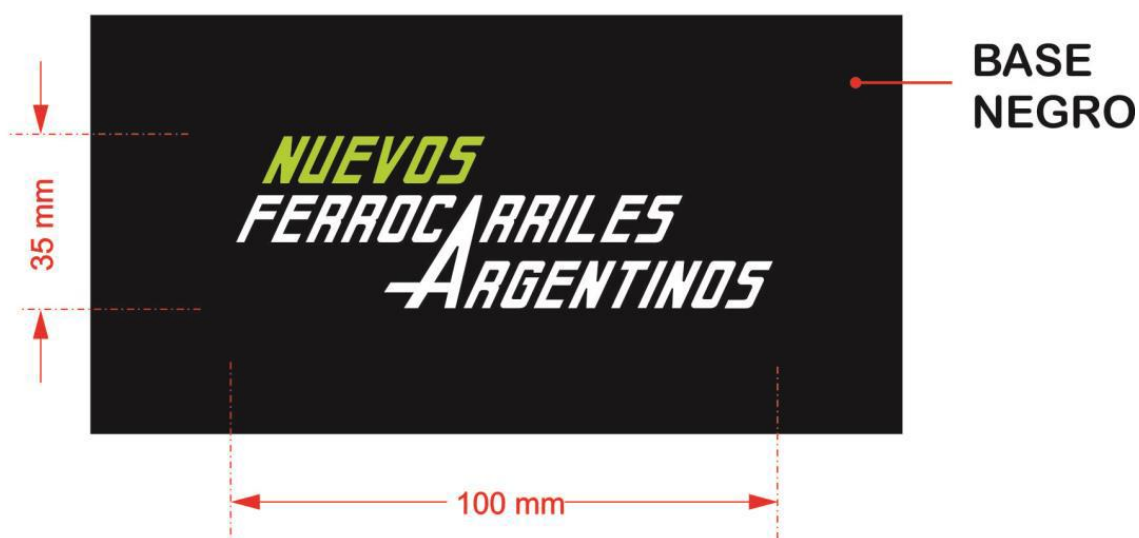 BASE
NEGRO
NUEVOS
FERROCARRILES
ARGENTINOS
35 mm
100 mm